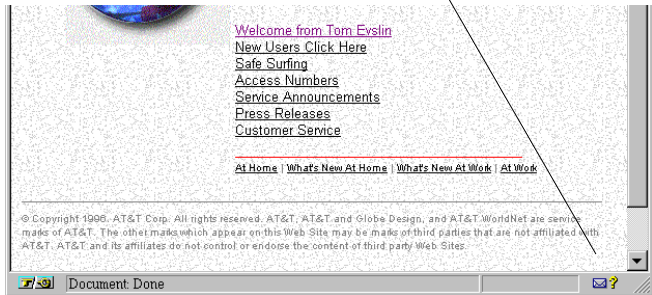 Welcome from Tom Evslin
New Users Click Here
Safe Surfing
Access Numbers
Service Announcements
Press Releases
Customer Service
At Home | What's New At Home | What's New At Work | At Work
© Copyright 1996. AT&T Corp. All rights reserved. AT&T, AT&T and Globe Design, and AT&T WorldNet are service
marks of AT&T. The other marks which appear on this Web Site may be marks of third parties that are not affiliated with
AT&T. AT&T and its affiliates do not control or endorse the content of third party Web Sites.
Document: Done